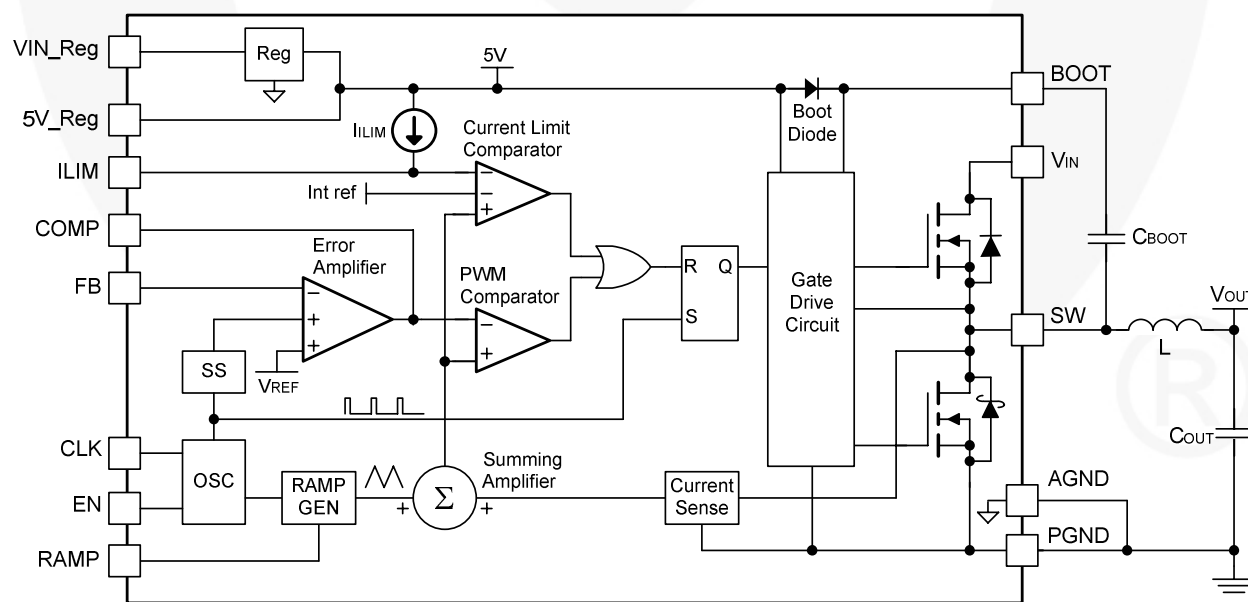 VIN_Reg
Reg
5V
BOOT
Boot
Diode
5V_Reg
IILIM
Current Limit
Comparator
VIN
ILIM
Int ref
COMP
CBOOT
Error
Amplifier
PWM
Comparator
FB
R
Q
S
Gate
Drive
Circuit
VOUT
SW
L
SS
VREF
CLK
OSC
EN
RAMP
GEN
Σ
+
+
Summing
Amplifier
Current
Sense
COUT
AGND
PGND
RAMP
−
−
+
−
+
+
−
+
®